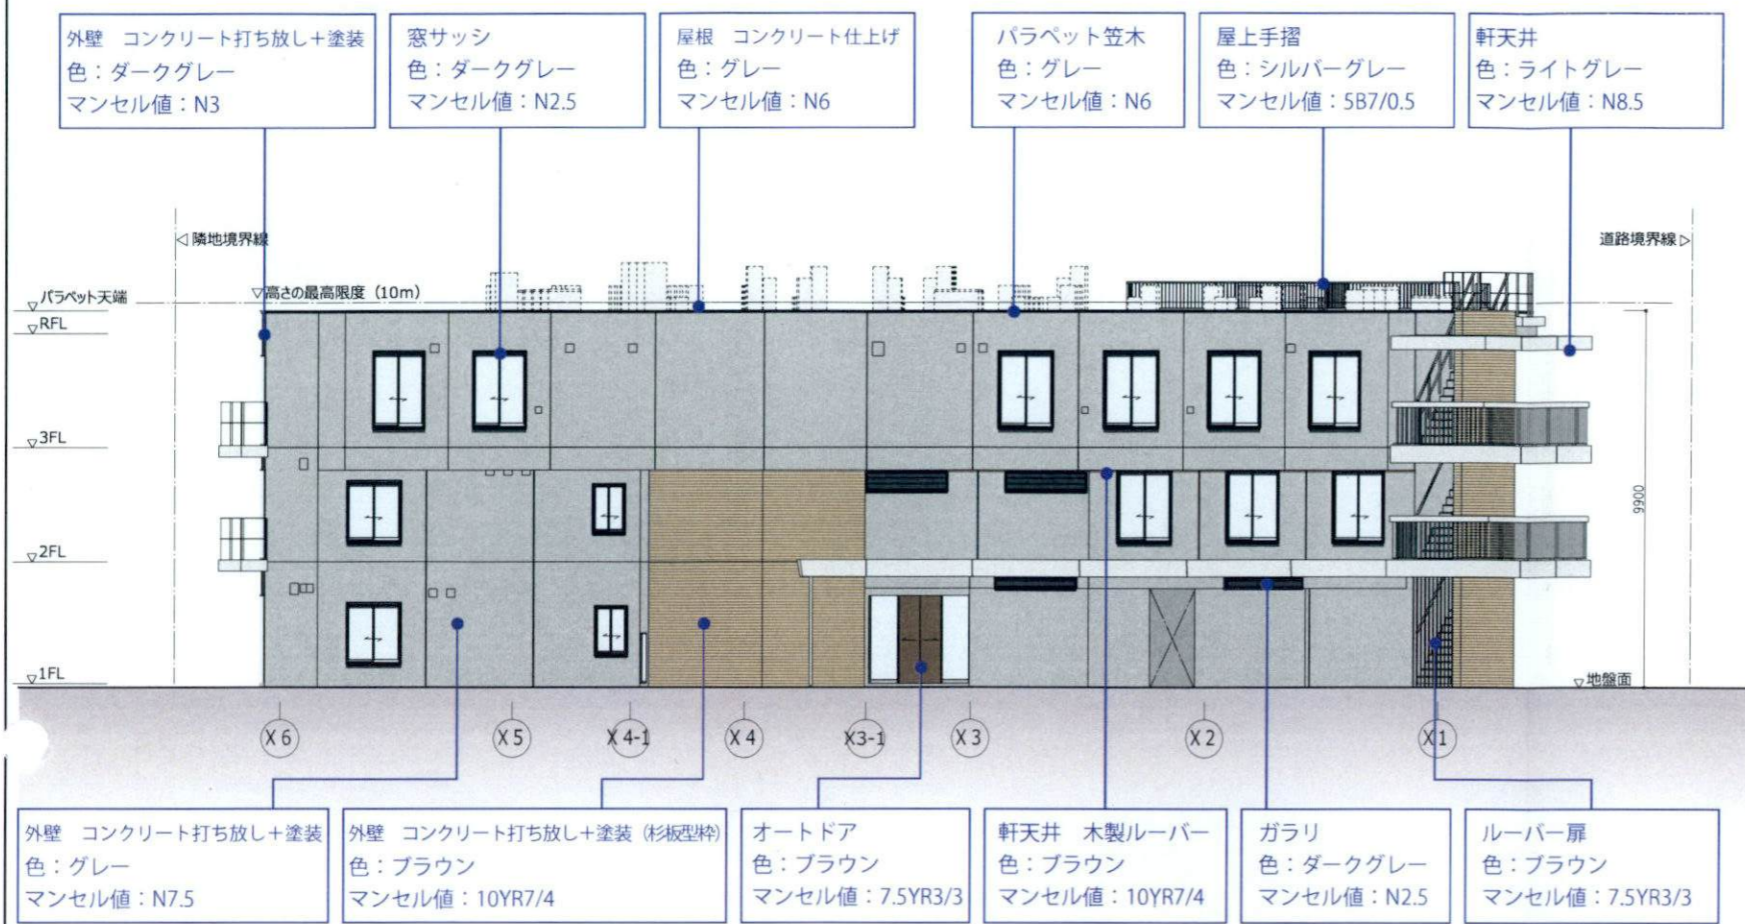 外壁　コンクリート打ち放し＋塗装
色：ダークグレー
マンセル値：N3
窓サッシ
色：ダークグレー
マンセル値：N2.5
屋根　コンクリート仕上げ
色：グレー
マンセル値：N6
パラペット笠木
色：グレー
マンセル値：N6
屋上手摺
色：シルバーグレー
マンセル値：5B7/0.5
軒天井
色：ライトグレー
マンセル値：N8.5
◁ 隣地境界線
道路境界線 ▷
▽パラペット天端
▽高さの最高限度（10m）
▽RFL
▽3FL
▽2FL
▽1FL
9900
▽地盤面
X6
X5
X4-1
X4
X3-1
X3
X2
X1
外壁　コンクリート打ち放し＋塗装
色：グレー
マンセル値：N7.5
外壁　コンクリート打ち放し＋塗装（杉板型枠）
色：ブラウン
マンセル値：10YR7/4
オートドア
色：ブラウン
マンセル値：7.5YR3/3
軒天井　木製ルーバー
色：ブラウン
マンセル値：10YR7/4
ガラリ
色：ダークグレー
マンセル値：N2.5
ルーバー扉
色：ブラウン
マンセル値：7.5YR3/3